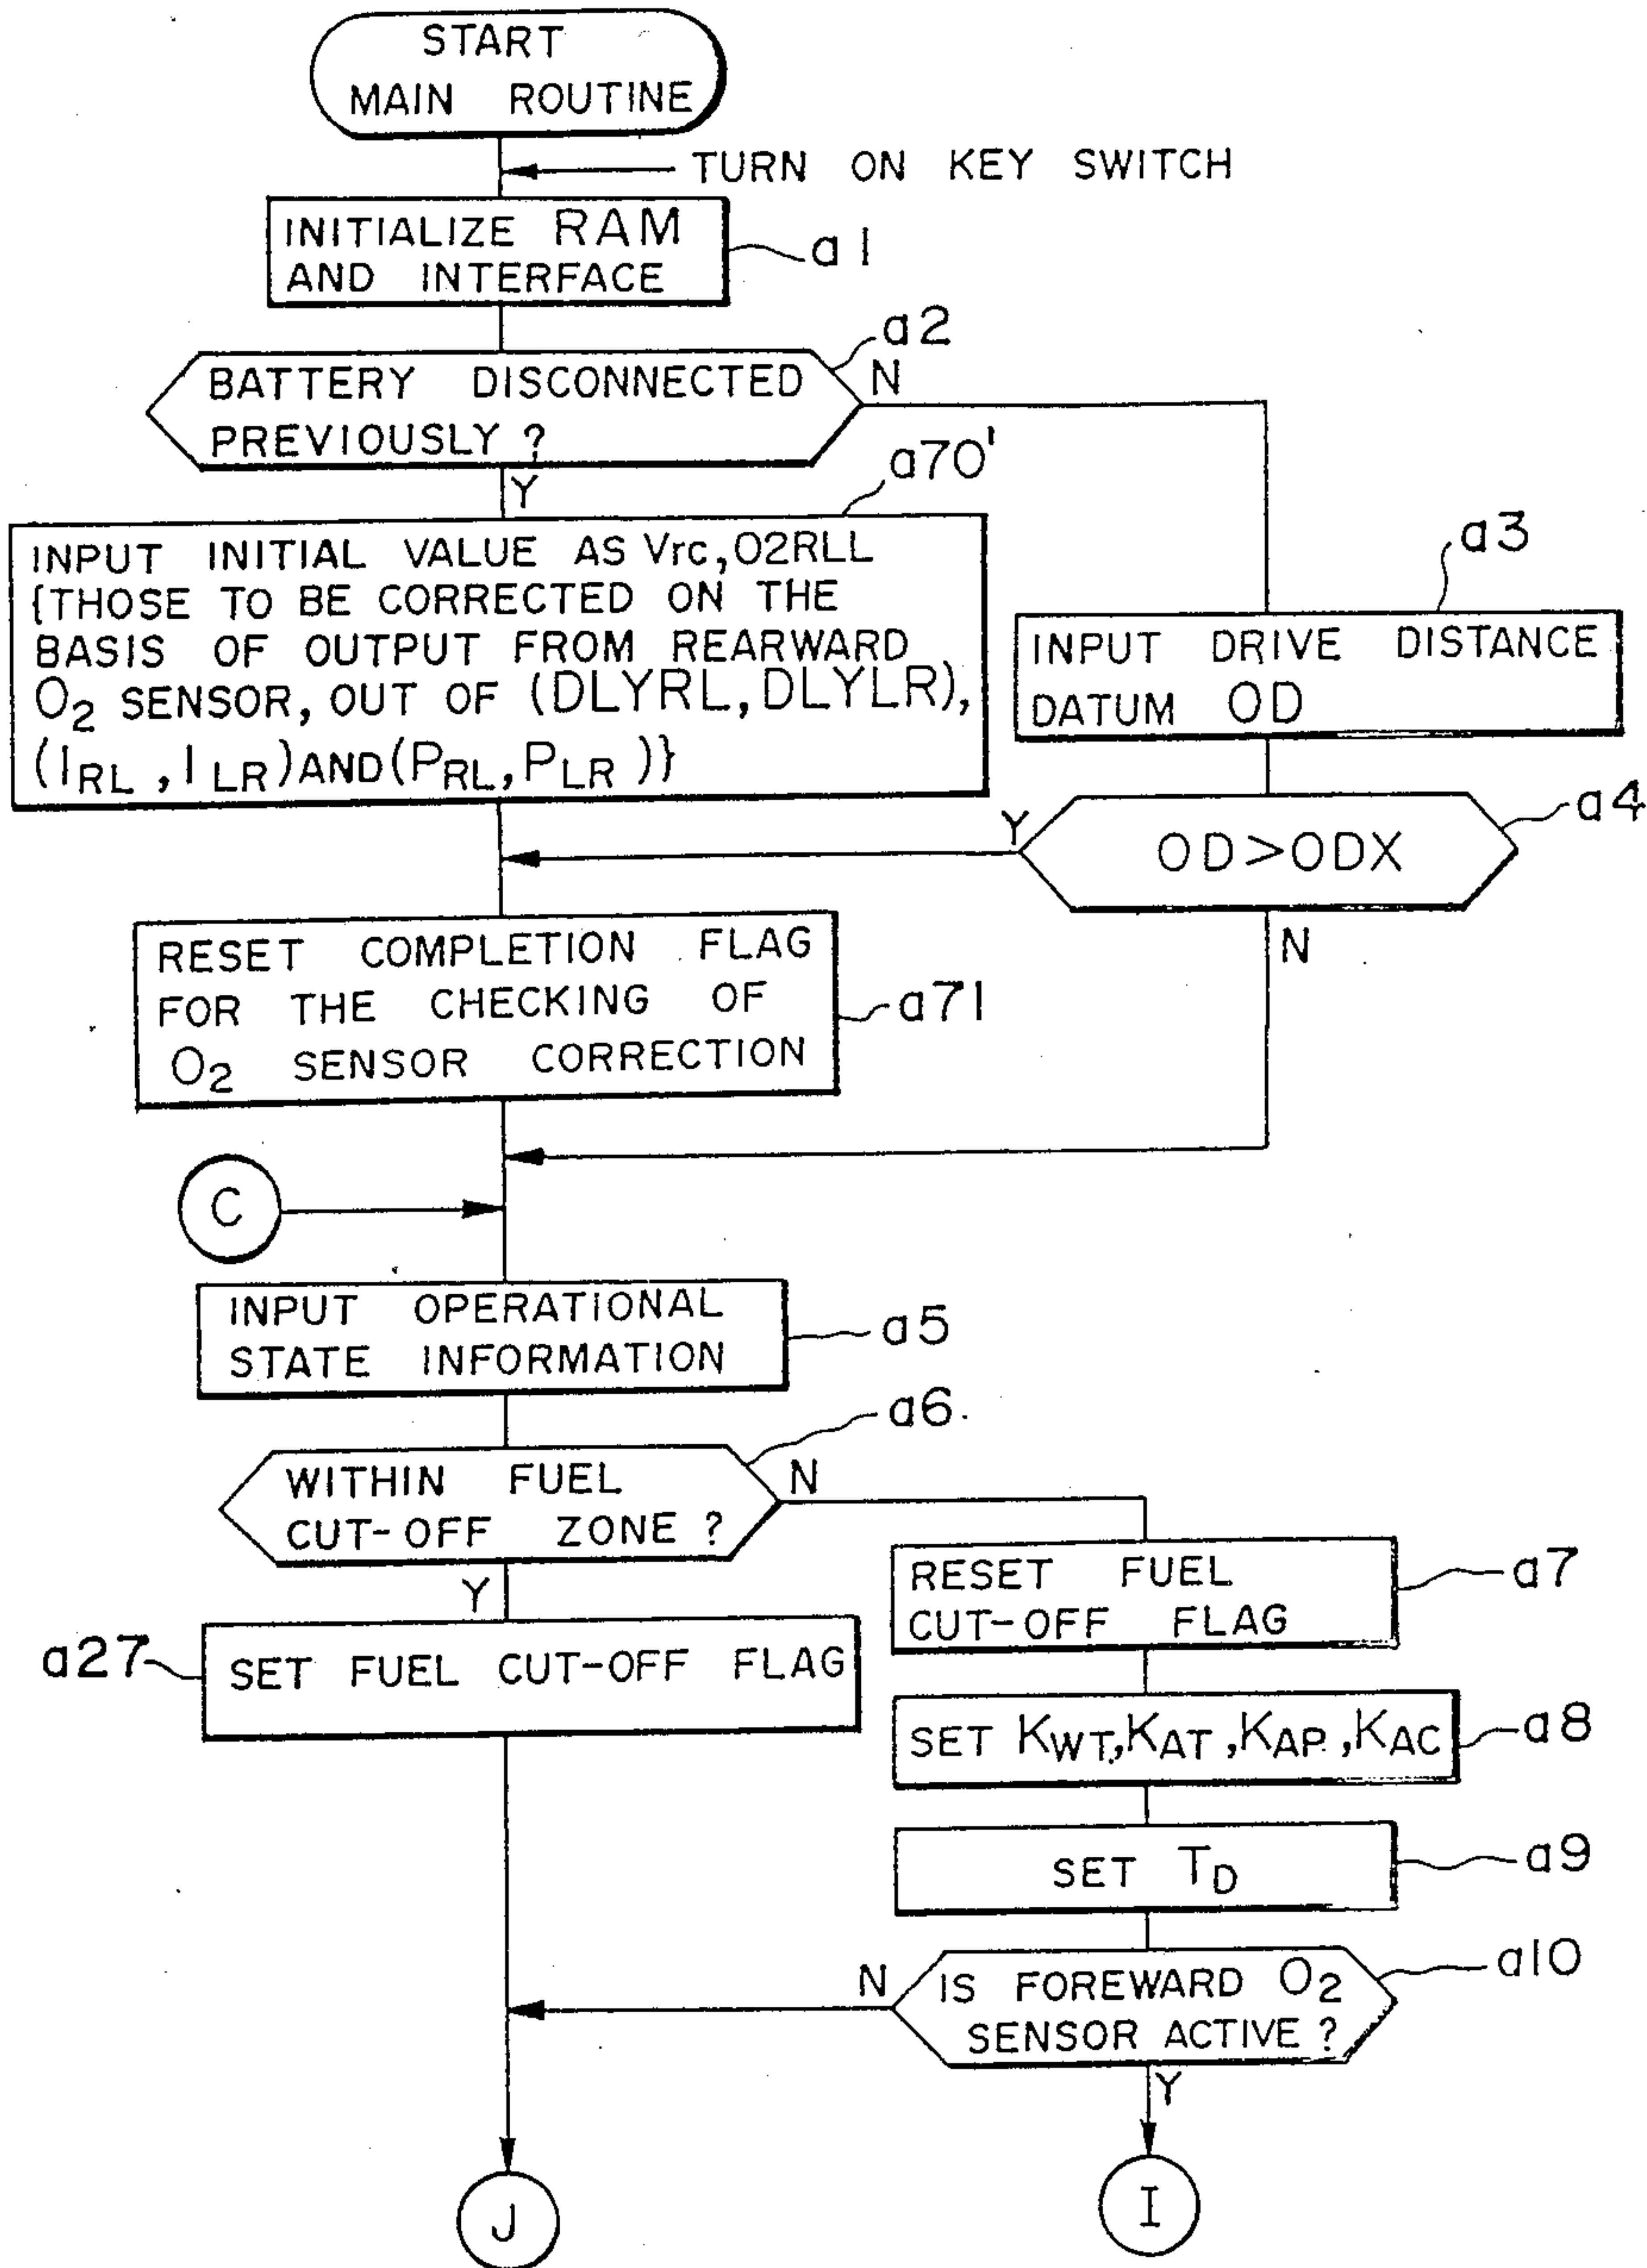 START
MAIN ROUTINE
TURN ON KEY SWITCH
INITIALIZE RAM
AND INTERFACE
a1
a2
BATTERY DISCONNECTED
PREVIOUSLY ?
N
Y
a70'
INPUT INITIAL VALUE AS Vrc, O2RLL
{THOSE TO BE CORRECTED ON THE
BASIS OF OUTPUT FROM REARWARD
O2 SENSOR, OUT OF (DLYRL, DLYLR),
(IRL, ILR) AND (PRL, PLR)}
a3
INPUT DRIVE DISTANCE
DATUM OD
a4
Y
OD>ODX
N
RESET COMPLETION FLAG
FOR THE CHECKING OF
O2 SENSOR CORRECTION
a71
C
INPUT OPERATIONAL
STATE INFORMATION
a5
a6
WITHIN FUEL
CUT-OFF ZONE ?
N
Y
RESET FUEL
CUT-OFF FLAG
a7
a27
SET FUEL CUT-OFF FLAG
SET KWT, KAT, KAP, KAC
a8
SET TD
a9
a10
N
IS FOREWARD O2
SENSOR ACTIVE ?
Y
J
I